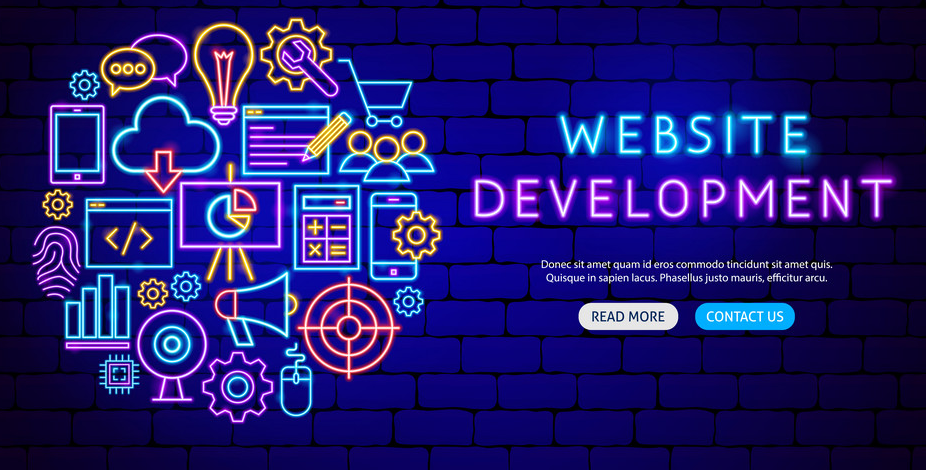 WEBSITE
DEVELOPMENT
Donec sit amet quam id eros commodo tincidunt sit amet quis.
Quisque in sapien lacus. Phasellus justo mauris, efficitur arcu.
READ MORE
CONTACT US